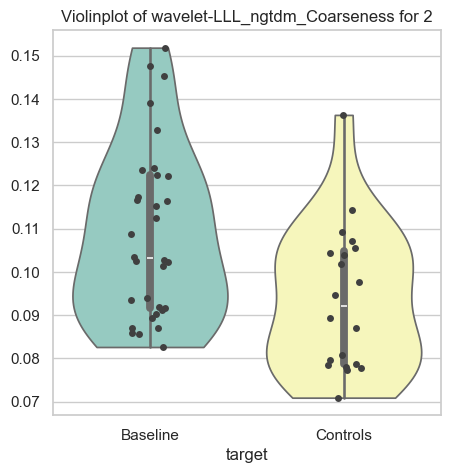 Violinplot of wavelet-LLL_ngtdm_Coarseness for 2
0.15
0.14
0.13
0.12
0.11
0.10
0.09
0.08
0.07
Baseline
Controls
target